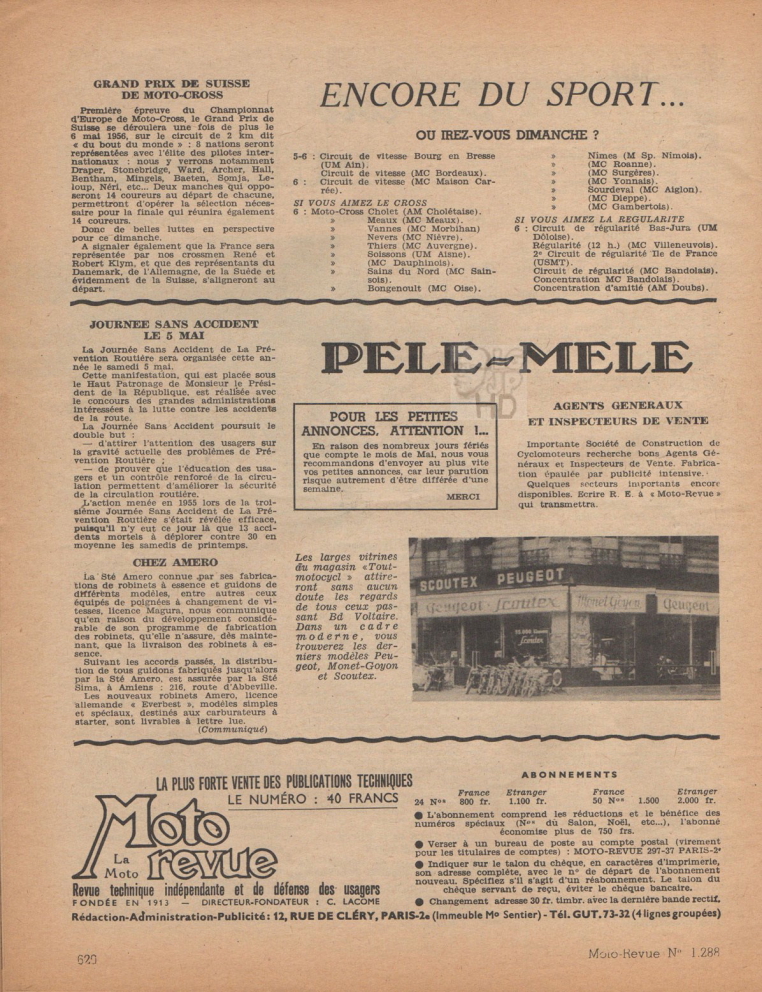 GRAND PRIX DE SUISSE
DE MOTO-CROSS
Première épreuve du Championnat
d'Europe de Moto-Cross, le Grand Prix de
Suisse se déroulera une fois de plus le
6 mai 1956, sur le circuit de 2 km dit
« du bout du monde » : 8 nations seront
représentées avec l'élite des pilotes inter-
nationaux : nous y verrons notamment
Draper, Stonebridge, Ward, Archer, Hall,
Bentham, Mingels, Baeten, Somja, Le-
loup, Néri, etc... Deux manches qui oppo-
seront 14 coureurs au départ de chacune,
permettront d'opérer la sélection néces-
saire pour la finale qui réunira également
14 coureurs.
Donc de belles luttes en perspective
pour ce dimanche.
A signaler également que la France sera
représentée par nos crossmen René et
Robert Klym, et que des représentants du
Danemark, de l'Allemagne, de la Suède et
évidemment de la Suisse, s'aligneront au
départ.
ENCORE DU SPORT...
OU IREZ-VOUS DIMANCHE ?
5-6 : Circuit de vitesse Bourg en Bresse
(UM Ain).
Circuit de vitesse (MC Bordeaux).
6 : Circuit de vitesse (MC Maison Car-
rée).
SI VOUS AIMEZ LE CROSS
6 : Moto-Cross Cholet (AM Cholétaise).
» Meaux (MC Meaux).
» Vannes (MC Morbihan)
» Nevers (MC Nièvre).
» Thiers (MC Auvergne).
» Soissons (UM Aisne).
» (MC Dauphinois).
» Sains du Nord (MC Sain-
sois).
» Bongenoult (MC Oise).
» Nîmes (M Sp. Nîmois).
» (MC Roanne).
» (MC Surgères).
» (MC Yonnais).
» Sourdeval (MC Aiglon).
» (MC Dieppe).
» (MC Gambertois).
SI VOUS AIMEZ LA REGULARITE
6 : Circuit de régularité Bas-Jura (UM
Dôloise).
Régularité (12 h.) (MC Villeneuvois).
2e Circuit de régularité Ile de France
(USMT).
Circuit de régularité (MC Bandolais).
Concentration MC Bandolais).
Concentration d'amitié (AM Doubs).
JOURNEE SANS ACCIDENT
LE 5 MAI
La Journée Sans Accident de La Pré-
vention Routière sera organisée cette an-
née le samedi 5 mai.
Cette manifestation, qui est placée sous
le Haut Patronage de Monsieur le Prési-
dent de la République, est réalisée avec
le concours des grandes administrations
intéressées à la lutte contre les accidents
de la route.
La Journée Sans Accident poursuit le
double but :
— d'attirer l'attention des usagers sur
la gravité actuelle des problèmes de Pré-
vention Routière ;
— de prouver que l'éducation des usa-
gers et un contrôle renforcé de la circu-
lation permettent d'améliorer la sécurité
de la circulation routière.
L'action menée en 1955 lors de la troi-
sième Journée Sans Accident de La Pré-
vention Routière s'était révélée efficace,
puisqu'il n'y eut ce jour là que 13 acci-
dents mortels à déplorer contre 30 en
moyenne les samedis de printemps.
CHEZ AMERO
La Sté Amero connue par ses fabrica-
tions de robinets à essence et guidons de
différents modèles, entre autres ceux
équipés de poignées à changement de vi-
tesses, licence Magura, nous communique
qu'en raison du développement considé-
rable de son programme de fabrication
des robinets, qu'elle n'assure, dès mainte-
nant, que la livraison des robinets à es-
sence.
Suivant les accords passés, la distribu-
tion de tous guidons fabriqués jusqu'alors
par la Sté Amero, est assurée par la Sté
Sima, à Amiens : 216, route d'Abbeville.
Les nouveaux robinets Amero, licence
allemande « Everbest », modèles simples
et spéciaux, destinés aux carburateurs à
starter, sont livrables à lettre lue.
(Communiqué)
PELE-MELE
HD
POUR LES PETITES
ANNONCES, ATTENTION !...
En raison des nombreux jours fériés
que compte le mois de Mai, nous vous
recommandons d'envoyer au plus vite
vos petites annonces, car leur parution
risque autrement d'être différée d'une
semaine.
MERCI
AGENTS GENERAUX
ET INSPECTEURS DE VENTE
Importante Société de Construction de
Cyclomoteurs recherche bons Agents Gé-
néraux et Inspecteurs de Vente. Fabrica-
tion épaulée par publicité intensive.
Quelques secteurs importants encore
disponibles. Ecrire R. E. à « Moto-Revue »
qui transmettra.
Les larges vitrines
du magasin «Tout-
motocycl » attire-
ront sans aucun
doute les regards
de tous ceux pas-
sant Bd Voltaire.
Dans un cadre
moderne, vous
trouverez les der-
niers modèles Peu-
geot, Monet-Goyon
et Scoutex.
SCOUTEX PEUGEOT
Peugeot Scoutex
Monet Goyon
Peugeot
Scoutex
LA PLUS FORTE VENTE DES PUBLICATIONS TECHNIQUES
LE NUMÉRO : 40 FRANCS
Moto
La Moto revue
Revue technique indépendante et de défense des usagers
FONDÉE EN 1913 — DIRECTEUR-FONDATEUR : C. LACOME
ABONNEMENTS
France Etranger France Etranger
24 Nos 800 fr. 1.100 fr. 50 Nos 1.500 2.000 fr.
● L'abonnement comprend les réductions et le bénéfice des
numéros spéciaux (Nos du Salon, Noël, etc...), l'abonné
économise plus de 750 frs.
● Verser à un bureau de poste au compte postal (virement
pour les titulaires de comptes) : MOTO-REVUE 297-37 PARIS-2e
● Indiquer sur le talon du chèque, en caractères d'imprimerie,
son adresse complète, avec le n° de départ de l'abonnement
nouveau. Spécifiez s'il s'agit d'un réabonnement. Le talon du
chèque servant de reçu, éviter le chèque bancaire.
● Changement adresse 30 fr. timbr. avec la dernière bande rectif.
Rédaction-Administration-Publicité : 12, RUE DE CLÉRY, PARIS-2e (Immeuble Mo Sentier) - Tél. GUT. 73-32 (4 lignes groupées)
620
Moto-Revue N° 1.288